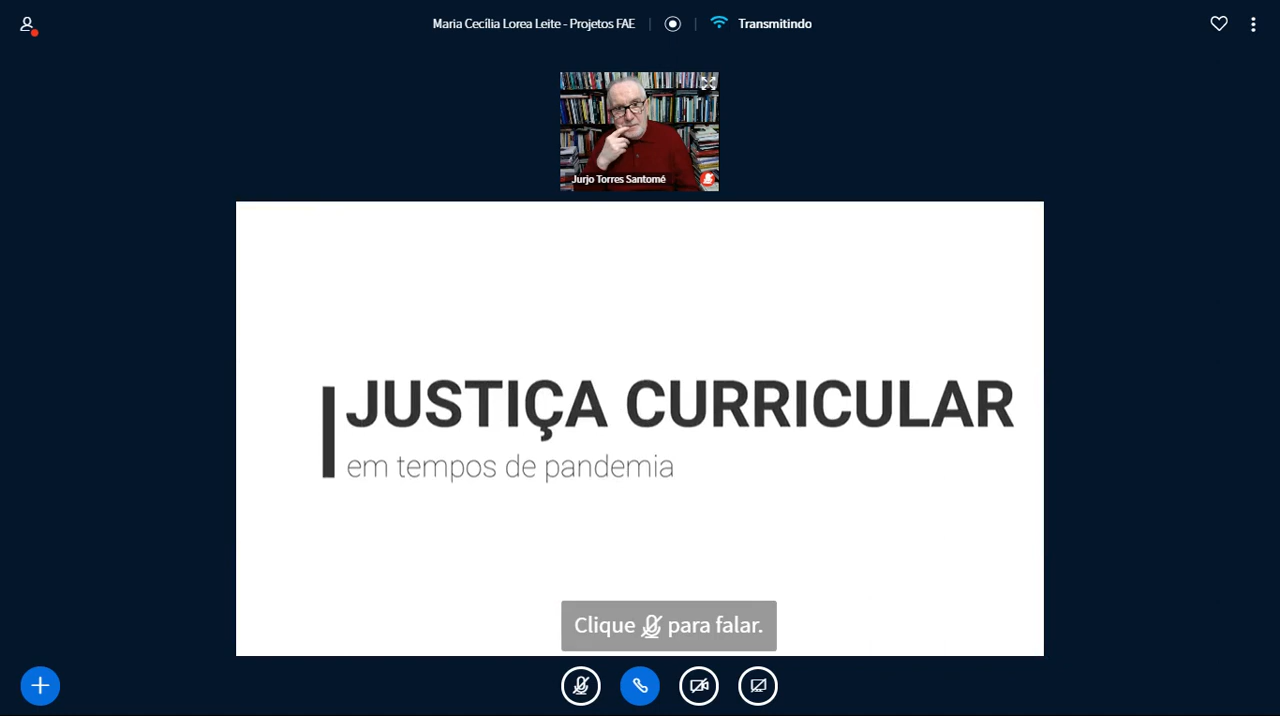 Maria Cecília Lorea Leite - Projetos FAE
Transmitindo
Jurjo Torres Santomé
JUSTIÇA CURRICULAR
em tempos de pandemia
Clique para falar.